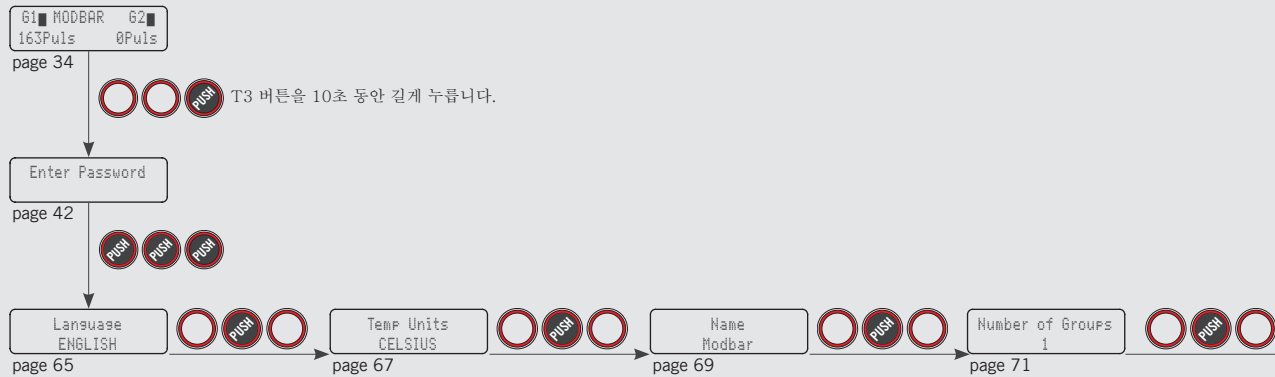 G1 MODBAR G2
163Puls 0Puls
page 34
PUSH T3 버튼을 10초 동안 길게 누릅니다.
Enter Password
page 42
PUSH PUSH PUSH
Language
ENGLISH
page 65
PUSH
Temp Units
CELSIUS
page 67
PUSH
Name
Modbar
page 69
PUSH
Number of Groups
1
page 71
PUSH